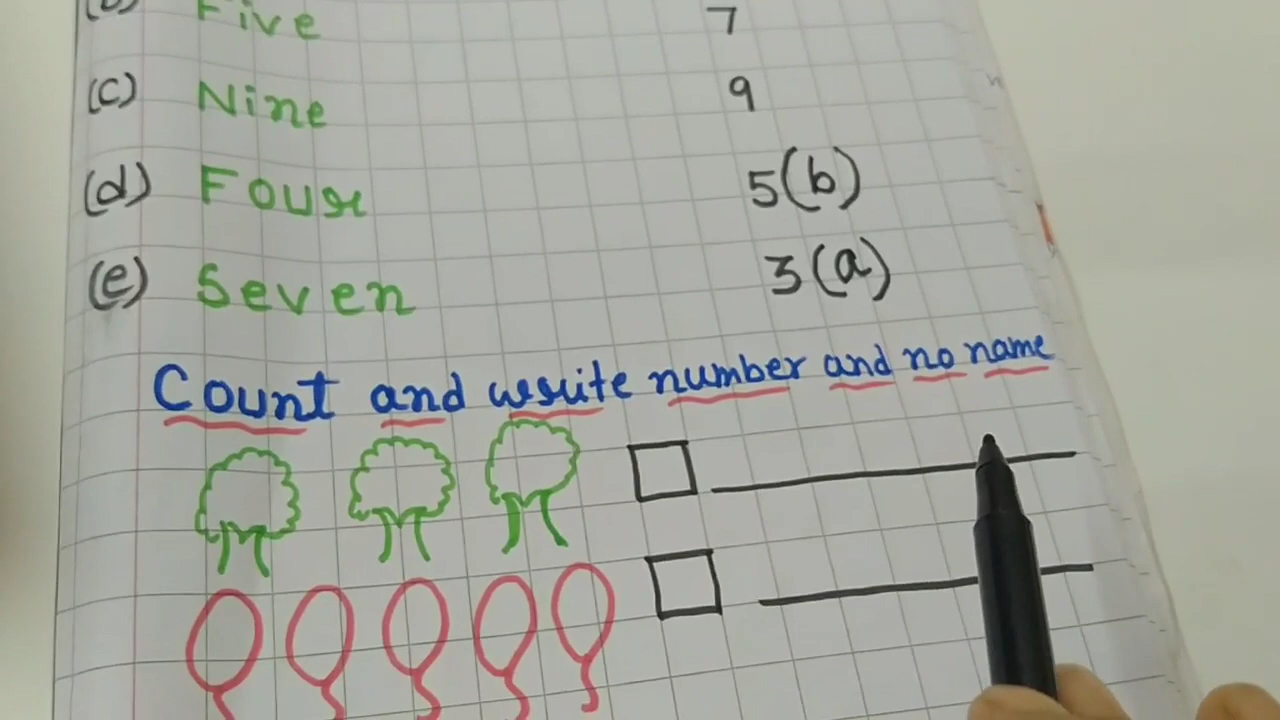 (b) Five 7
(c) Nine 9
(d) Four 5(b)
(e) Seven 3(a)
Count and write number and no name